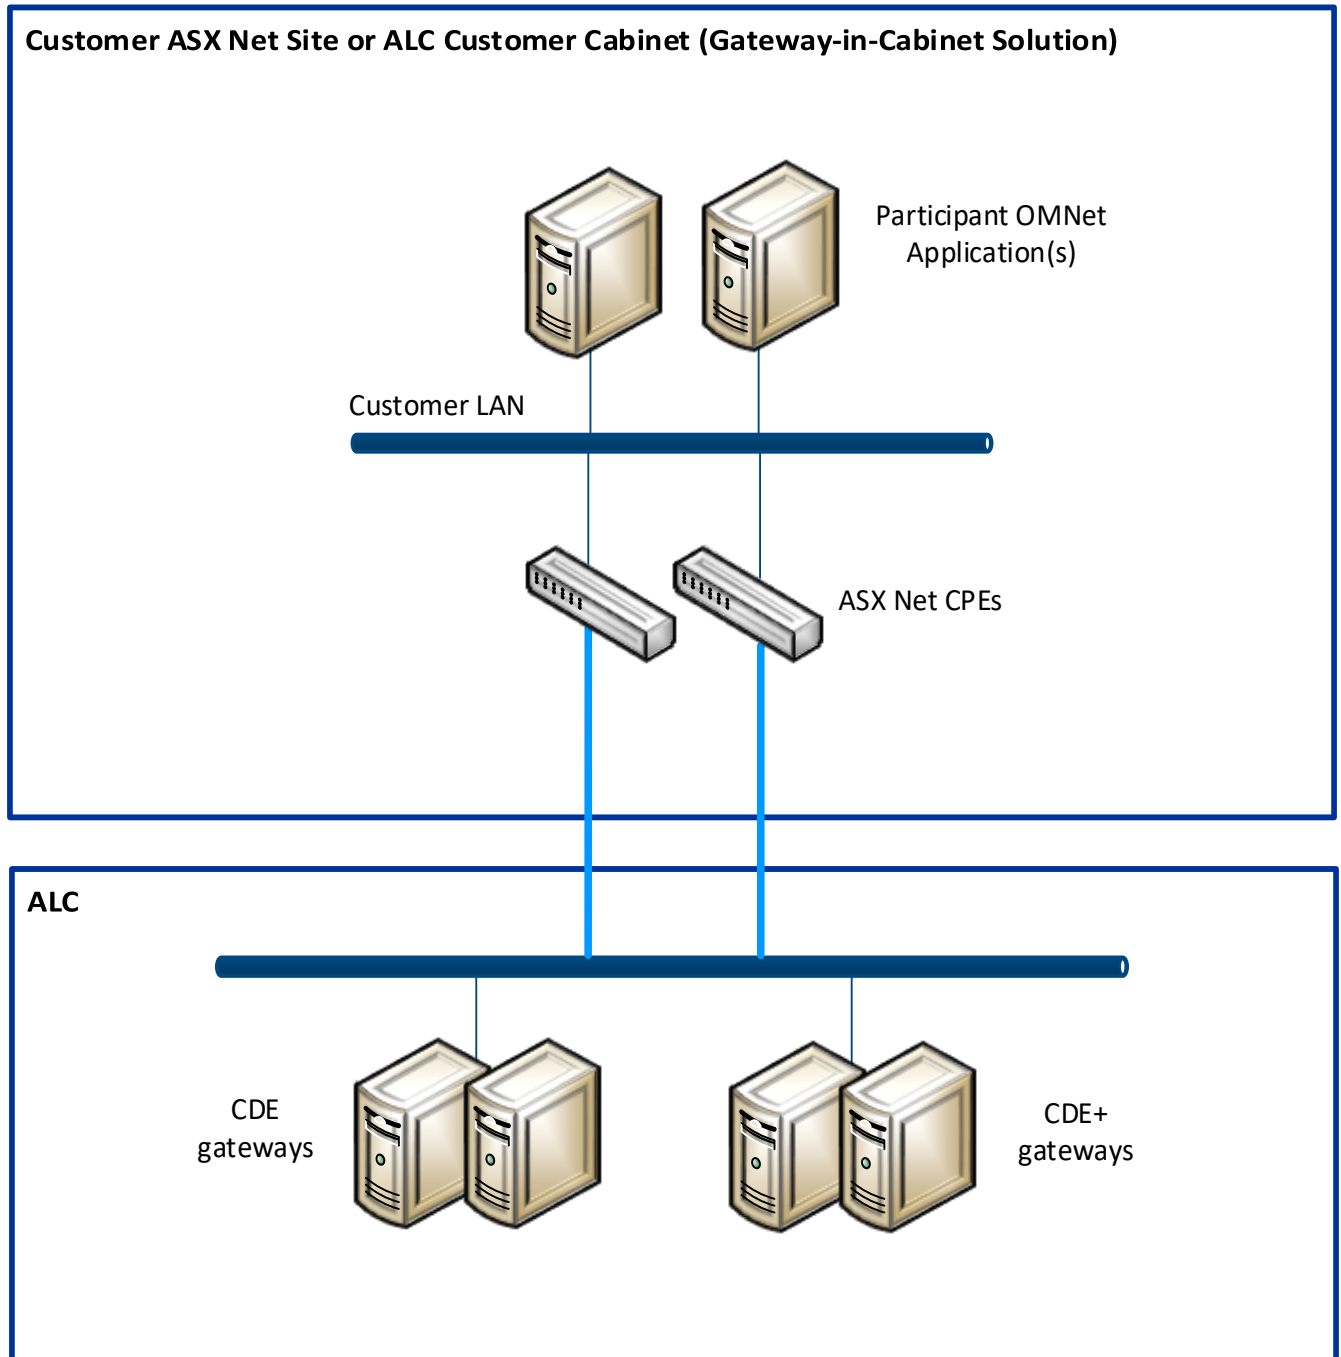 Customer ASX Net Site or ALC Customer Cabinet (Gateway-in-Cabinet Solution)
Participant OMNet
Application(s)
Customer LAN
ASX Net CPEs
ALC
CDE
gateways
CDE+
gateways